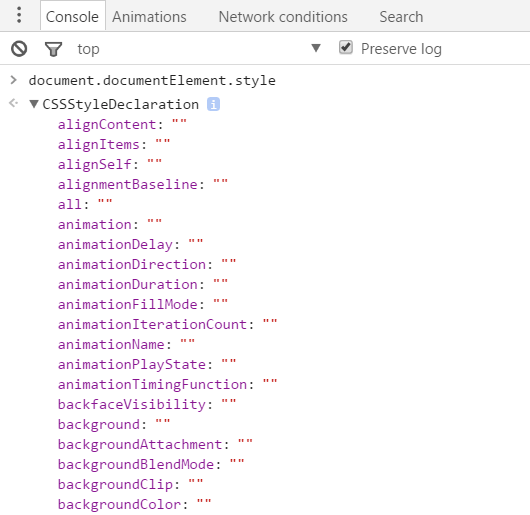 Console Animations Network conditions Search
top Preserve log
document.documentElement.style
CSSStyleDeclaration i
alignContent: ""
alignItems: ""
alignSelf: ""
alignmentBaseline: ""
all: ""
animation: ""
animationDelay: ""
animationDirection: ""
animationDuration: ""
animationFillMode: ""
animationIterationCount: ""
animationName: ""
animationPlayState: ""
animationTimingFunction: ""
backfaceVisibility: ""
background: ""
backgroundAttachment: ""
backgroundBlendMode: ""
backgroundClip: ""
backgroundColor: ""